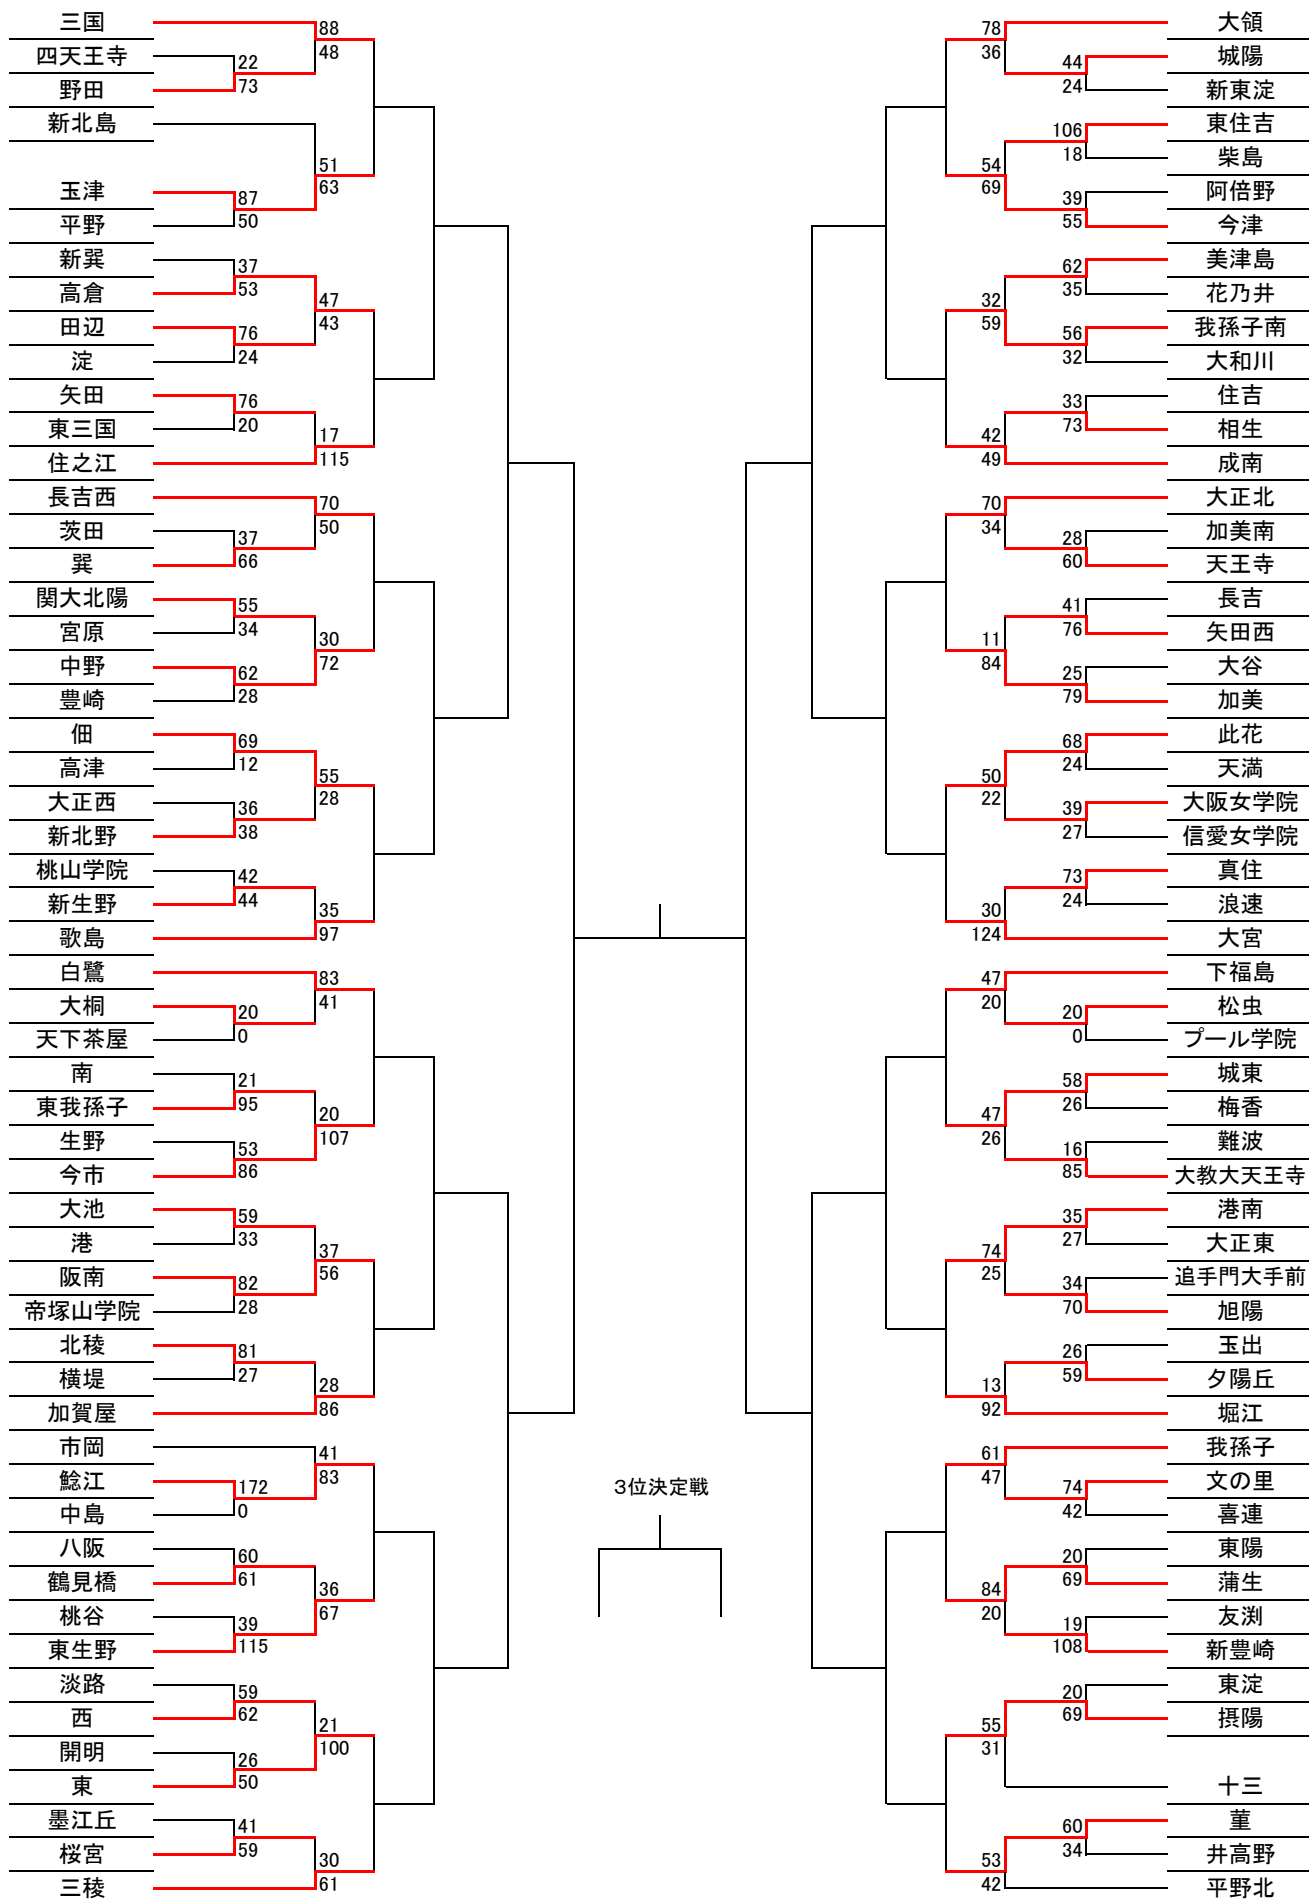 三国
88
四天王寺
48
22
野田
73
新北島
51
玉津
63
87
平野
50
新巽
37
高倉
53
47
田辺
43
76
淀
24
矢田
76
東三国
20
17
住之江
115
長吉西
70
茨田
50
37
巽
66
関大北陽
55
宮原
34
30
中野
72
62
豊崎
28
佃
69
高津
12
55
大正西
28
36
新北野
38
桃山学院
42
新生野
44
35
歌島
97
白鷺
83
大桐
41
20
天下茶屋
0
南
21
東我孫子
95
20
生野
107
53
今市
86
大池
59
港
33
37
阪南
56
82
帝塚山学院
28
北稜
81
横堤
27
28
加賀屋
86
市岡
41
鯰江
83
172
中島
0
八阪
60
鶴見橋
61
36
桃谷
67
39
東生野
115
淡路
59
西
62
21
開明
100
26
東
50
墨江丘
41
桜宮
59
30
三稜
61
3位決定戦
78
大領
36
城陽
44
24
新東淀
106
東住吉
18
柴島
54
69
阿倍野
39
55
今津
62
美津島
35
花乃井
32
59
我孫子南
56
32
大和川
住吉
33
73
相生
42
49
成南
70
大正北
34
加美南
28
60
天王寺
長吉
41
76
矢田西
11
84
大谷
25
79
加美
此花
68
24
天満
50
22
大阪女学院
39
27
信愛女学院
真住
73
24
浪速
30
124
大宮
47
下福島
20
松虫
20
0
プール学院
城東
58
26
梅香
47
26
難波
16
85
大教大天王寺
港南
35
27
大正東
74
25
追手門大手前
34
70
旭陽
玉出
26
59
夕陽丘
13
92
堀江
61
我孫子
47
文の里
74
42
喜連
東陽
20
69
蒲生
84
20
友渕
19
108
新豊崎
東淀
20
69
摂陽
55
31
十三
菫
60
34
井高野
53
42
平野北